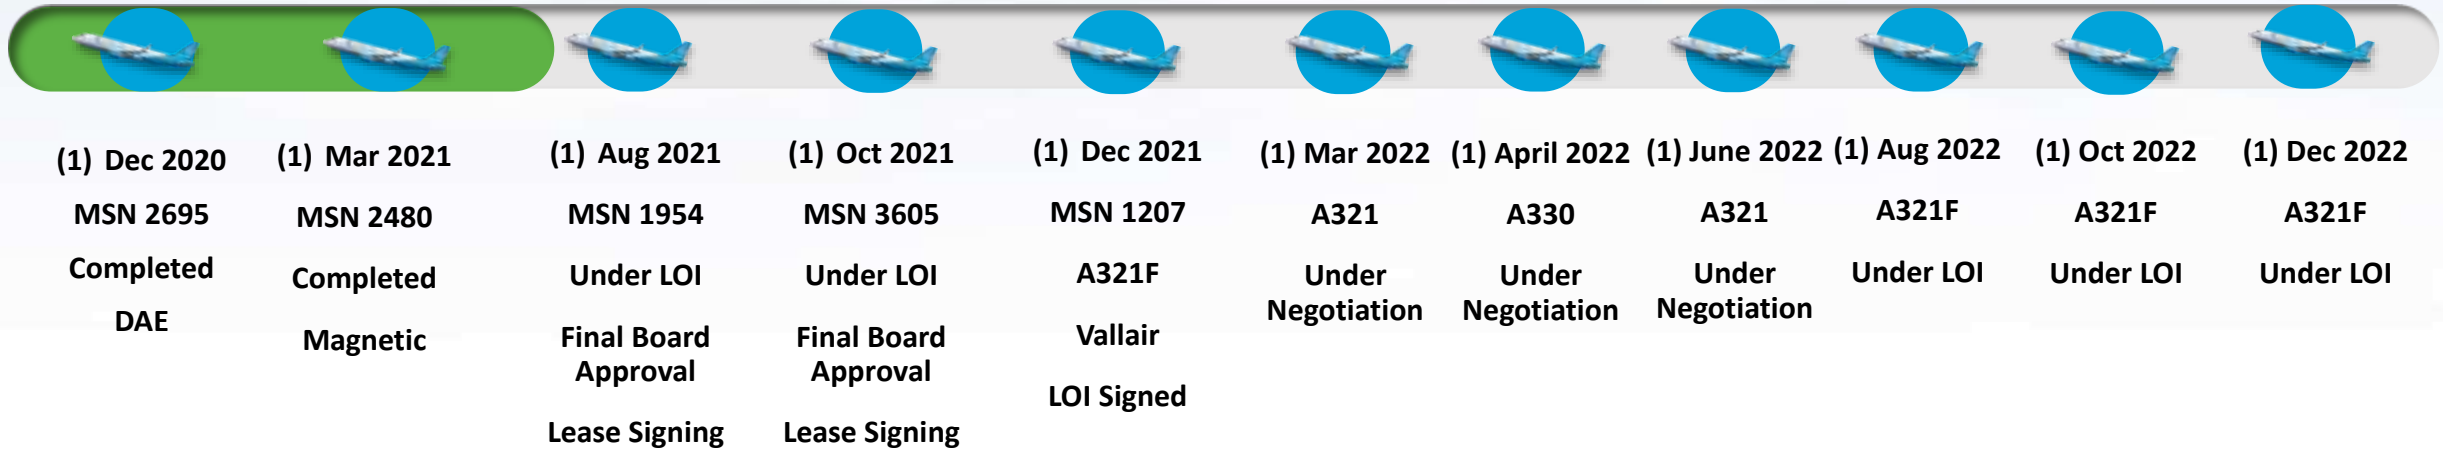 (1) Dec 2020
MSN 2695
Completed
DAE
(1) Mar 2021
MSN 2480
Completed
Magnetic
(1) Aug 2021
MSN 1954
Under LOI
Final Board
Approval
Lease Signing
(1) Oct 2021
MSN 3605
Under LOI
Final Board
Approval
Lease Signing
(1) Dec 2021
MSN 1207
A321F
Vallair
LOI Signed
(1) Mar 2022
A321
Under
Negotiation
(1) April 2022
A330
Under
Negotiation
(1) June 2022
A321
Under
Negotiation
(1) Aug 2022
A321F
Under LOI
(1) Oct 2022
A321F
Under LOI
(1) Dec 2022
A321F
Under LOI